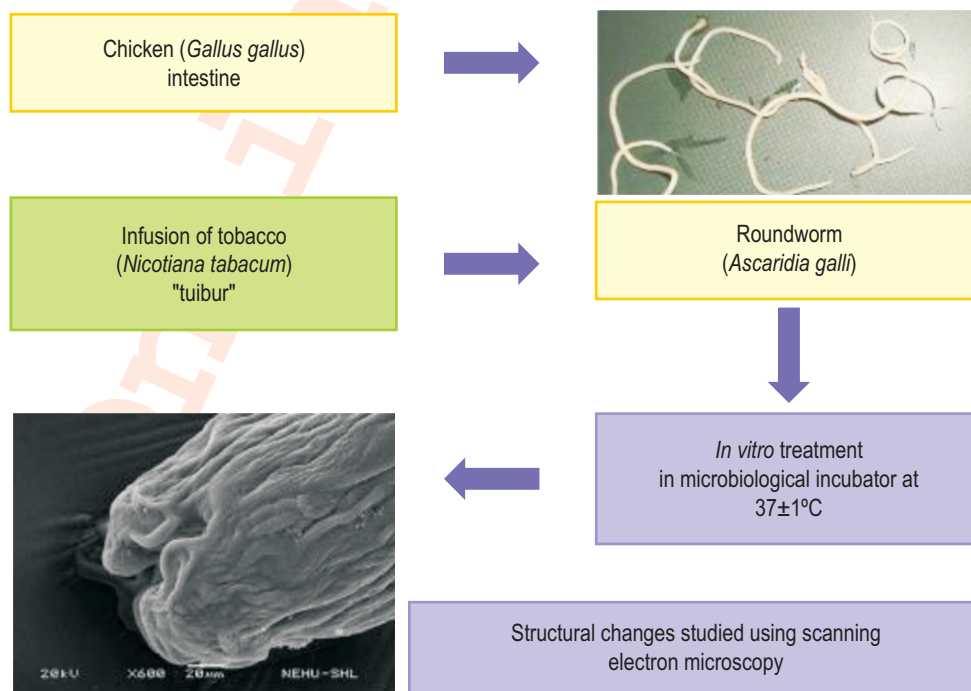 Chicken (Gallus gallus)
intestine
Infusion of tobacco
(Nicotiana tabacum)
"tuibur"
Roundworm
(Ascaridia galli)
In vitro treatment
in microbiological incubator at
37±1ºC
20kU X600 20µm NEHU-SHL
Structural changes studied using scanning
electron microscopy